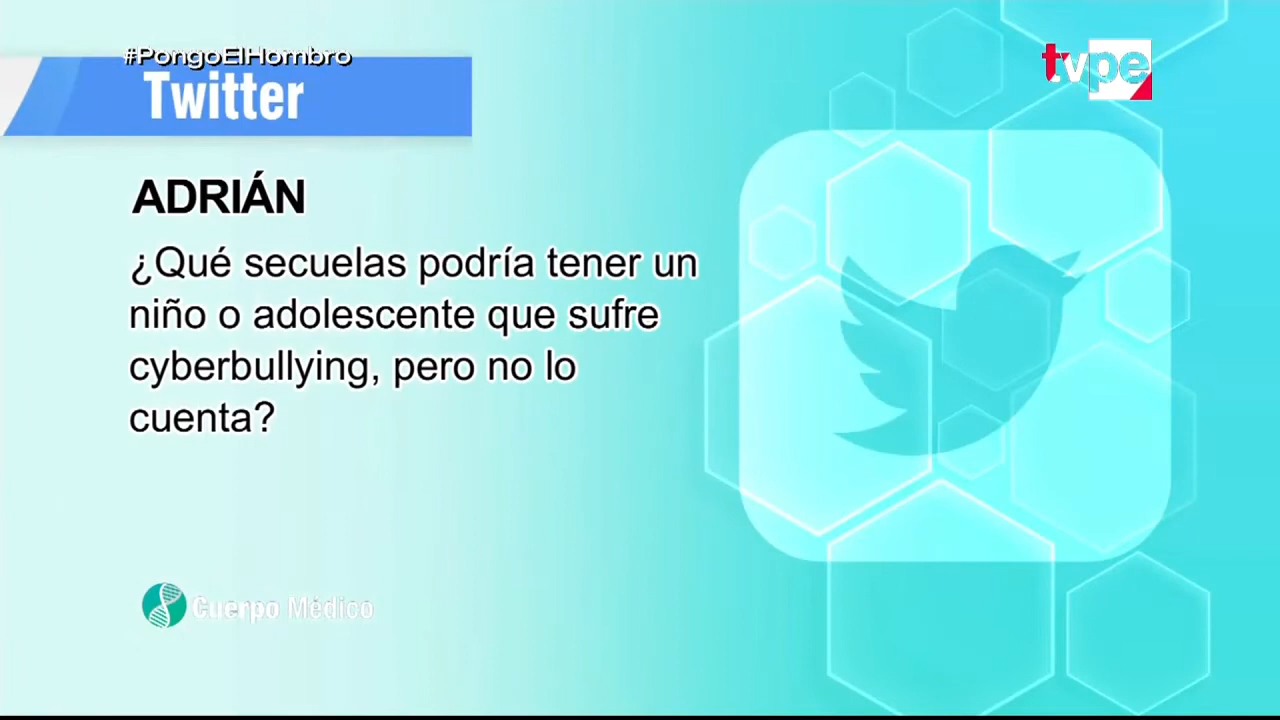 #PongoElHombro
Twitter
tvpe
ADRIÁN
¿Qué secuelas podría tener un
niño o adolescente que sufre
cyberbullying, pero no lo
cuenta?
Cuerpo Médico